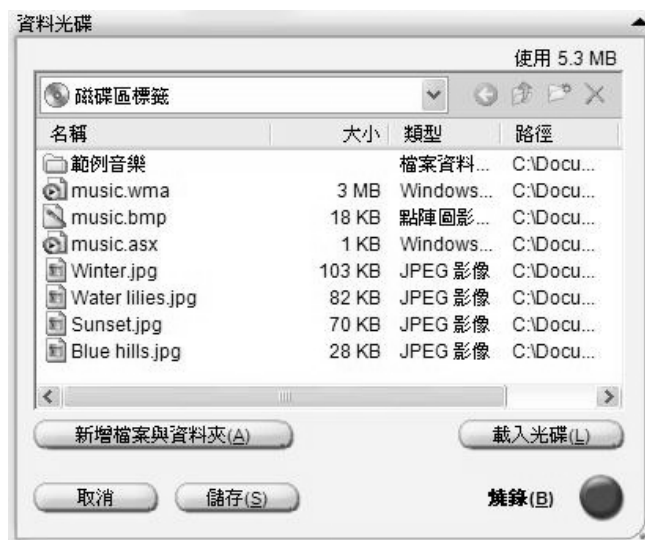 資料光碟
使用 5.3 MB
磁碟區標籤
名稱 大小 類型 路徑
範例音樂 檔案資料... C:\Docu...
music.wma 3 MB Windows... C:\Docu...
music.bmp 18 KB 點陣圖影... C:\Docu...
music.asx 1 KB Windows... C:\Docu...
Winter.jpg 103 KB JPEG 影像 C:\Docu...
Water lilies.jpg 82 KB JPEG 影像 C:\Docu...
Sunset.jpg 70 KB JPEG 影像 C:\Docu...
Blue hills.jpg 28 KB JPEG 影像 C:\Docu...
新增檔案與資料夾(A) 載入光碟(L)
取消 儲存(S) 燒錄(B)